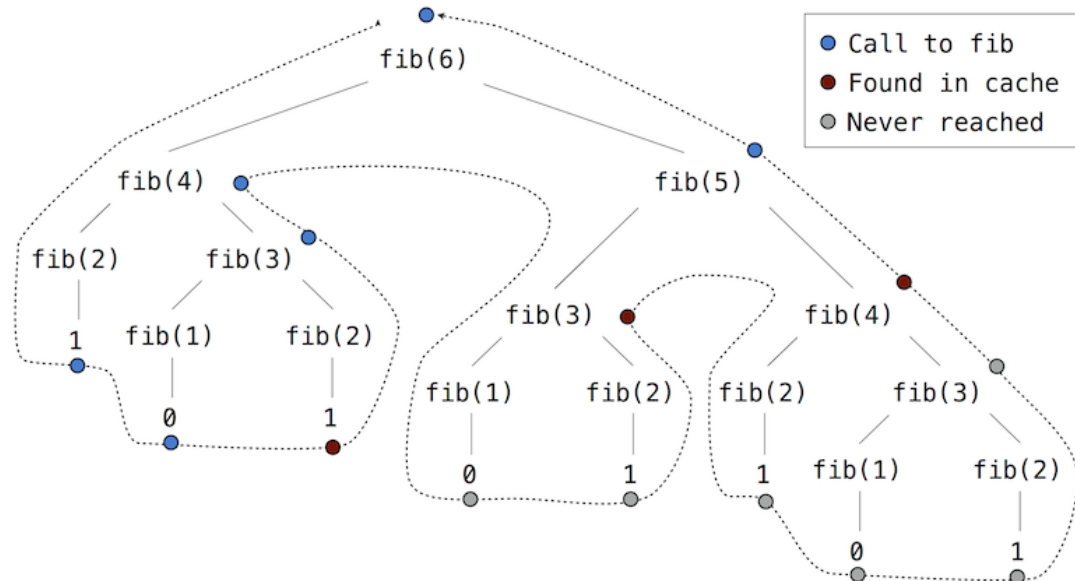 fib(6)
Call to fib
Found in cache
Never reached
fib(4)
fib(5)
fib(2)
fib(3)
fib(3)
fib(4)
1
fib(1)
fib(2)
fib(1)
fib(2)
fib(2)
fib(3)
0
1
0
1
1
fib(1)
fib(2)
0
1